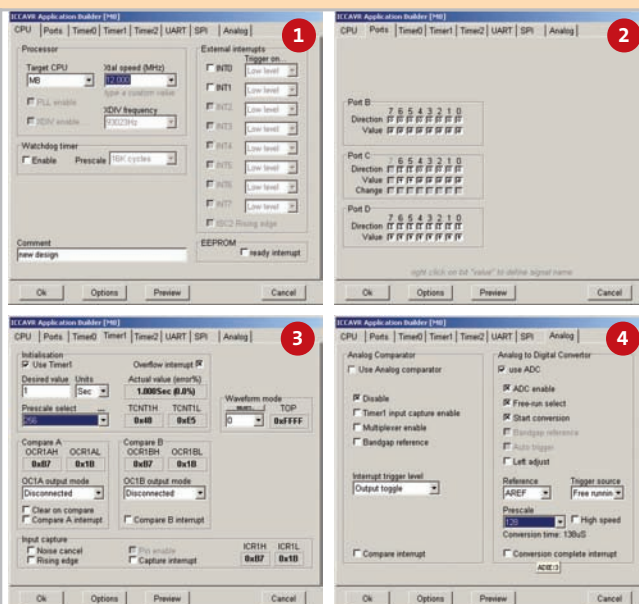 ICCAVR Application Builder [M8]
CPU Ports Timer0 Timer1 Timer2 UART SPI Analog
1
Processor
Target CPU Xtal speed (MHz)
M8 12.000
type a custom value
PLL enable
XDIV frequency
XDIV enable 93023Hz
Watchdog timer
Enable Prescale 16K cycles
External interrupts
Trigger on...
INT0 Low level
INT1 Low level
INT2 Low level
INT3 Low level
INT4 Low level
INT5 Low level
INT6 Low level
INT7 Low level
ISC2 Rising edge
Comment
new design
EEPROM
ready interrupt
Ok Options Preview Cancel
ICCAVR Application Builder [M8]
CPU Ports Timer0 Timer1 Timer2 UART SPI Analog
2
Port B
7 6 5 4 3 2 1 0
Direction
Value
Port C
7 6 5 4 3 2 1 0
Direction
Value
Change
Port D
7 6 5 4 3 2 1 0
Direction
Value
right click on bit "value" to define signal name
Ok Options Preview Cancel
ICCAVR Application Builder [M8]
CPU Ports Timer0 Timer1 Timer2 UART SPI Analog
3
Initialisation
Use Timer1 Overflow interrupt
Desired value Units Actual value (error%)
1 Sec 1.000Sec (0.0%)
Prescale select ... TCNT1H TCNT1L
256 0x48 0xE5
Waveform mode
TOP
0 0xFFFF
Compare A
OCR1AH OCR1AL
0xB7 0x1B
OC1A output mode
Disconnected
Clear on compare
Compare A interrupt
Compare B
OCR1BH OCR1BL
0xB7 0x1B
OC1B output mode
Disconnected
Compare B interrupt
Input capture
Noise cancel Pin enable ICR1H ICR1L
Rising edge Capture interrupt 0xB7 0x1B
Ok Options Preview Cancel
ICCAVR Application Builder [M8]
CPU Ports Timer0 Timer1 Timer2 UART SPI Analog
4
Analog Comparator
Use Analog comparator
Disable
Timer1 input capture enable
Multiplexer enable
Bandgap reference
Interrupt trigger level
Output toggle
Compare interrupt
Analog to Digital Convertor
use ADC
ADC enable
Free-run select
Start conversion
Bandgap reference
Auto trigger
Left adjust
Reference Trigger source
AREF Free runnin
Prescale
128 High speed
Conversion time: 138uS
Conversion complete interrupt
Ok Options Preview Cancel